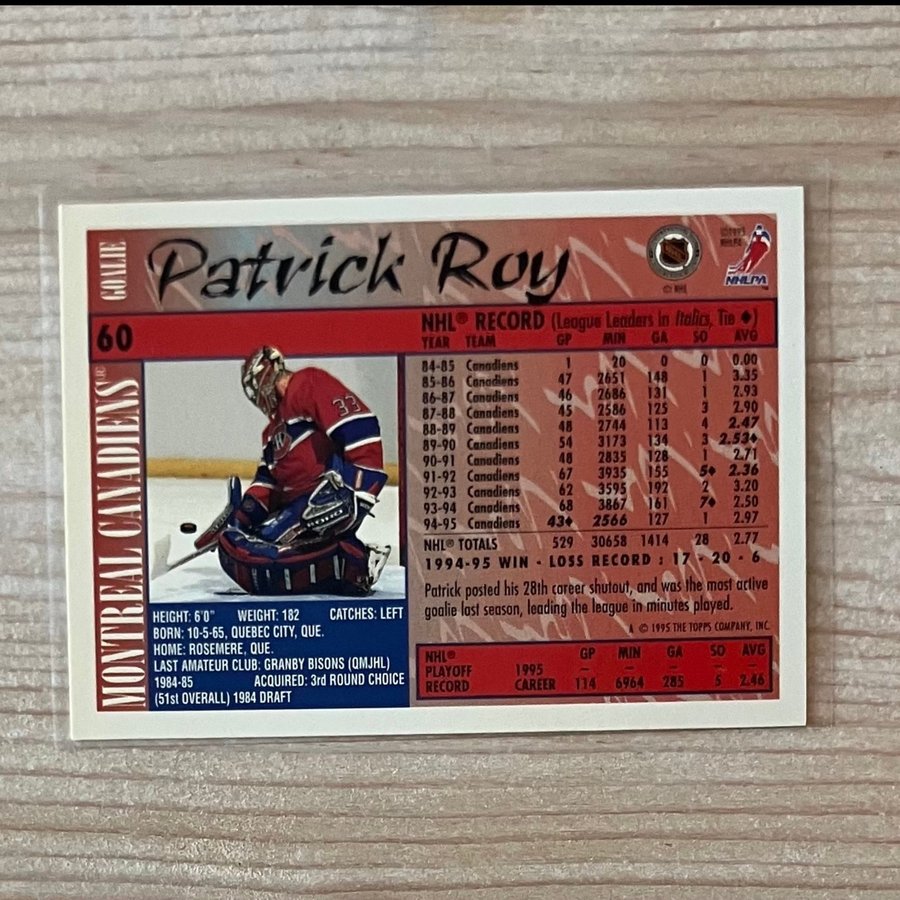 GOALIE
Patrick Roy
© NHL
NHLPA
™
60
MONTREAL CANADIENS
NHL® RECORD (League Leaders in Italics, Tie ♦)
YEAR TEAM GP MIN GA SO AVG
84-85 Canadiens 1 20 0 0 0.00
85-86 Canadiens 47 2651 148 1 3.35
86-87 Canadiens 46 2686 131 1 2.93
87-88 Canadiens 45 2586 125 3 2.90
88-89 Canadiens 48 2744 113 4 2.47
89-90 Canadiens 54 3173 134 3 2.53♦
90-91 Canadiens 48 2835 128 1 2.71
91-92 Canadiens 67 3935 155 5♦ 2.36
92-93 Canadiens 62 3595 192 2 3.20
93-94 Canadiens 68 3867 161 7♦ 2.50
94-95 Canadiens 43♦ 2566 127 1 2.97
NHL® TOTALS 529 30658 1414 28 2.77
1994-95 WIN - LOSS RECORD : 17 - 20 - 6
Patrick posted his 28th career shutout, and was the most active
goalie last season, leading the league in minutes played.
A © 1995 THE TOPPS COMPANY, INC.
33
HEIGHT: 6'0" WEIGHT: 182 CATCHES: LEFT
BORN: 10-5-65, QUEBEC CITY, QUE.
HOME: ROSEMERE, QUE.
LAST AMATEUR CLUB: GRANBY BISONS (QMJHL)
1984-85 ACQUIRED: 3rd ROUND CHOICE
(51st OVERALL) 1984 DRAFT
NHL® GP MIN GA SO AVG
PLAYOFF 1995 – – – – –
RECORD CAREER 114 6964 285 5 2.46